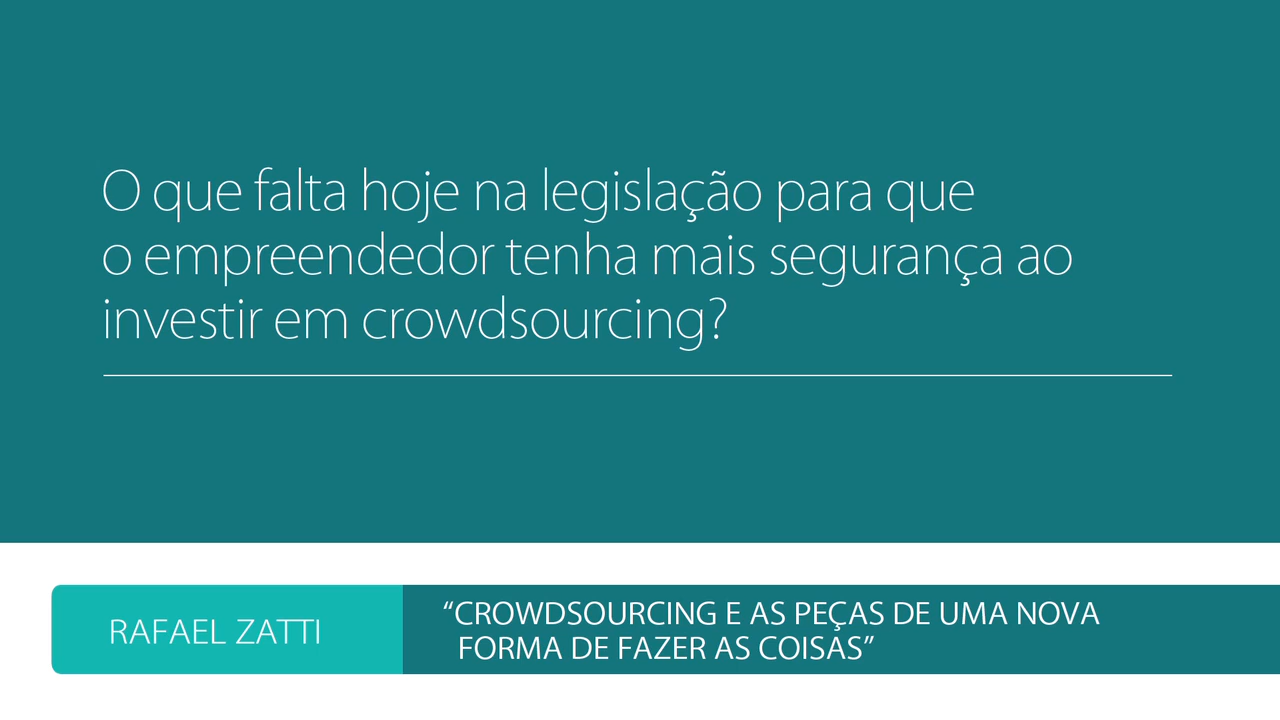 O que falta hoje na legislação para que
o empreendedor tenha mais segurança ao
investir em crowdsourcing?
RAFAEL ZATTI
“CROWDSOURCING E AS PEÇAS DE UMA NOVA
FORMA DE FAZER AS COISAS”